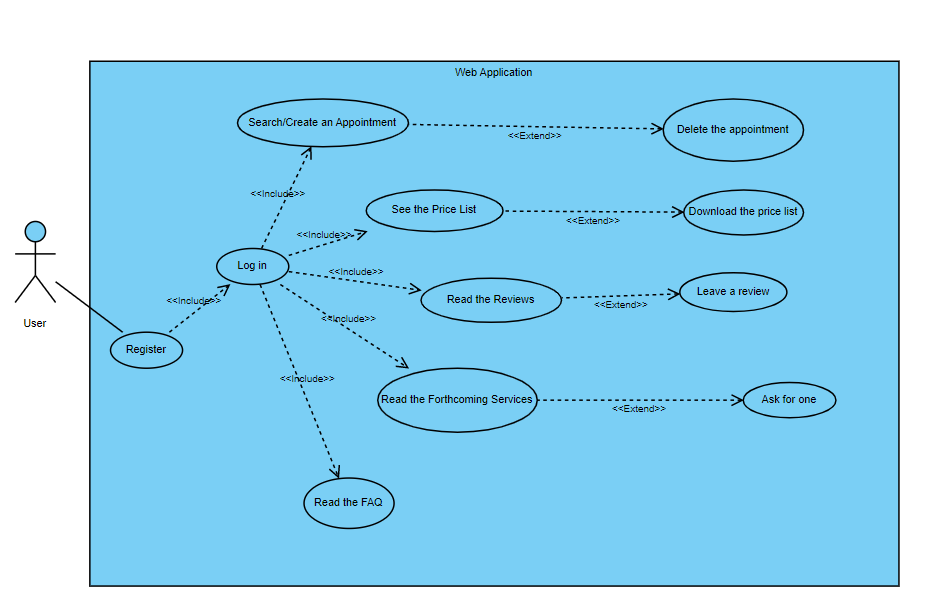 Web Application
Search/Create an Appointment
<<Extend>>
Delete the appointment
<<Include>>
See the Price List
<<Extend>>
Download the price list
<<Include>>
Log in
<<Include>>
Read the Reviews
<<Extend>>
Leave a review
<<Include>>
User
<<Include>>
Register
<<Include>>
Read the Forthcoming Services
<<Extend>>
Ask for one
Read the FAQ